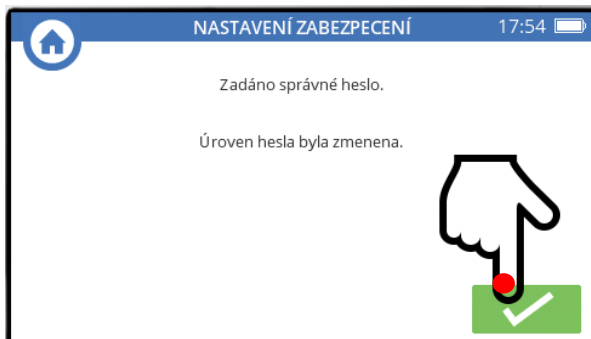 NASTAVENÍ ZABEZPECENÍ 17:54
Zadáno správné heslo.
Úroven hesla byla zmenena.